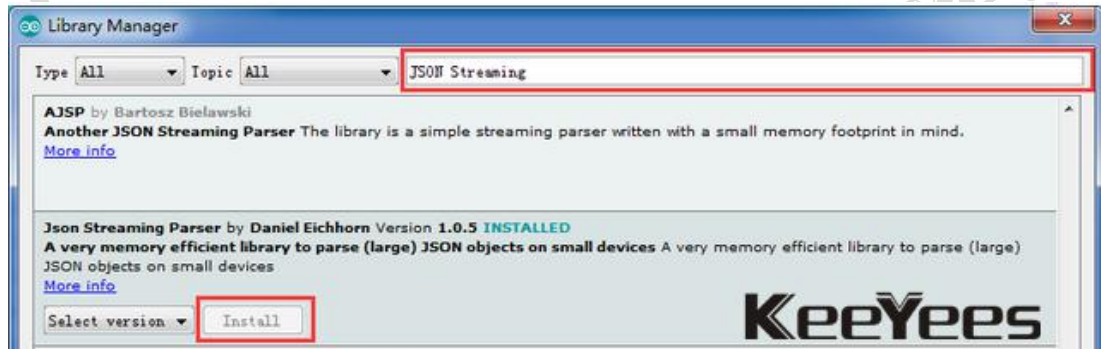 Library Manager
Type All Topic All JSON Streaming
AJSP by Bartosz Bielawski
Another JSON Streaming Parser The library is a simple streaming parser written with a small memory footprint in mind.
More info
Json Streaming Parser by Daniel Eichhorn Version 1.0.5 INSTALLED
A very memory efficient library to parse (large) JSON objects on small devices A very memory efficient library to parse (large)
JSON objects on small devices
More info
Select version Install
KeeYees